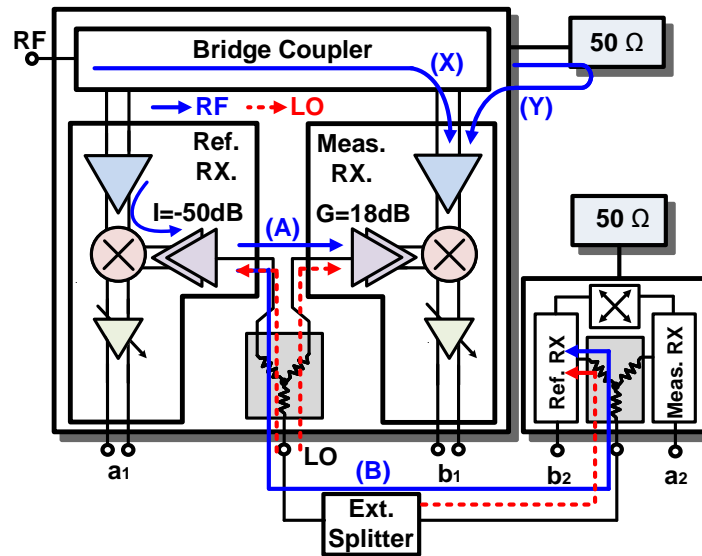 RF
Bridge Coupler
50 Ω
(X)
(Y)
RF
LO
Ref.
RX.
Meas.
RX.
I=-50dB
(A)
G=18dB
50 Ω
Ref. RX
Meas. RX
a1
LO
b1
(B)
b2
a2
Ext.
Splitter